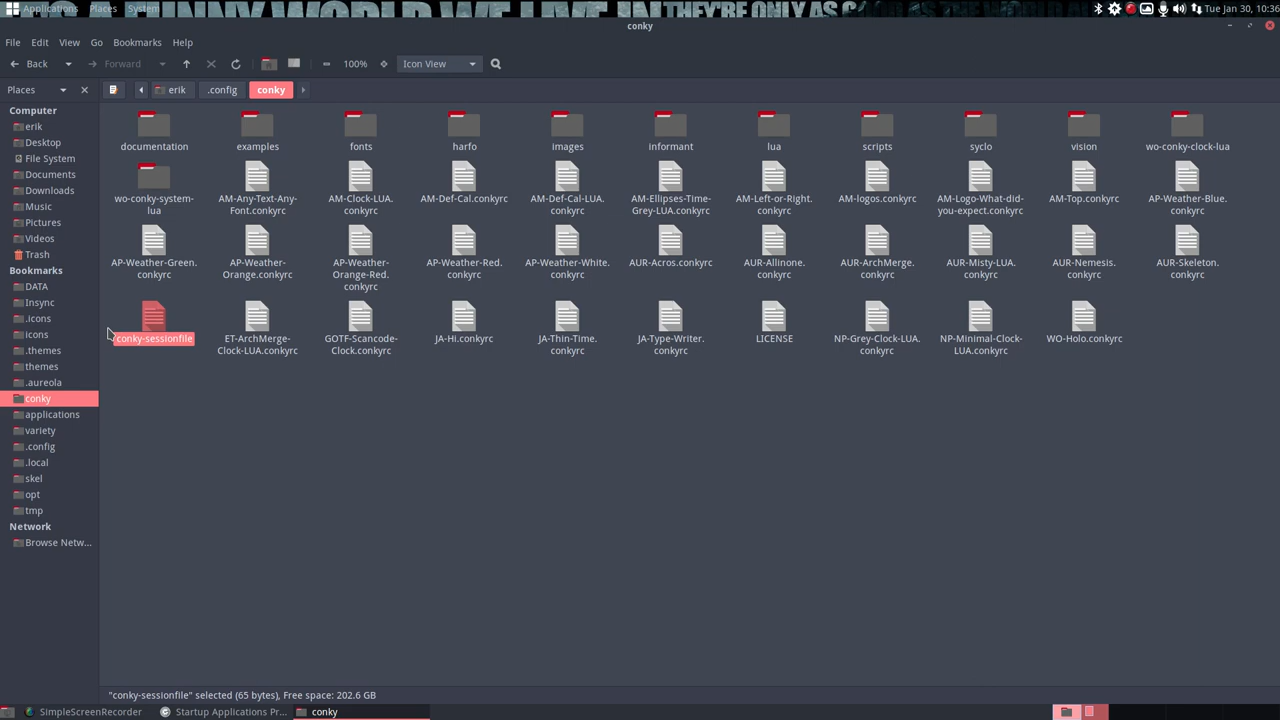 Applications Places System Tue Jan 30, 10:36
conky
File Edit View Go Bookmarks Help
Back Forward 100% Icon View
Places erik .config conky
Computer
erik
Desktop
File System
Documents
Downloads
Music
Pictures
Videos
Trash
Bookmarks
DATA
Insync
.icons
icons
.themes
themes
.aureola
conky
applications
variety
.config
.local
skel
opt
tmp
Network
Browse Netw...
documentation examples fonts harfo images informant lua scripts syclo vision wo-conky-clock-lua
wo-conky-system- AM-Any-Text-Any- AM-Clock-LUA. AM-Def-Cal.conkyrc AM-Def-Cal-LUA. AM-Ellipses-Time- AM-Left-or-Right. AM-logos.conkyrc AM-Logo-What-did- AM-Top.conkyrc AP-Weather-Blue.
lua Font.conkyrc conkyrc conkyrc Grey-LUA.conkyrc conkyrc you-expect.conkyrc conkyrc
AP-Weather-Green. AP-Weather- AP-Weather- AP-Weather-Red. AP-Weather-White. AUR-Acros.conkyrc AUR-Allinone. AUR-ArchMerge. AUR-Misty-LUA. AUR-Nemesis. AUR-Skeleton.
conkyrc Orange.conkyrc Orange-Red. conkyrc conkyrc conkyrc conkyrc conkyrc conkyrc conkyrc
conkyrc
conky-sessionfile ET-ArchMerge- GOTF-Scancode- JA-Hi.conkyrc JA-Thin-Time. JA-Type-Writer. LICENSE NP-Grey-Clock-LUA. NP-Minimal-Clock- WO-Holo.conkyrc
Clock-LUA.conkyrc Clock.conkyrc conkyrc conkyrc conkyrc LUA.conkyrc
"conky-sessionfile" selected (65 bytes), Free space: 202.6 GB
SimpleScreenRecorder Startup Applications Pr... conky